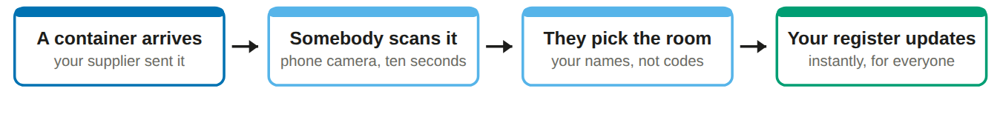 A container arrives
your supplier sent it
Somebody scans it
phone camera, ten seconds
They pick the room
your names, not codes
Your register updates
instantly, for everyone